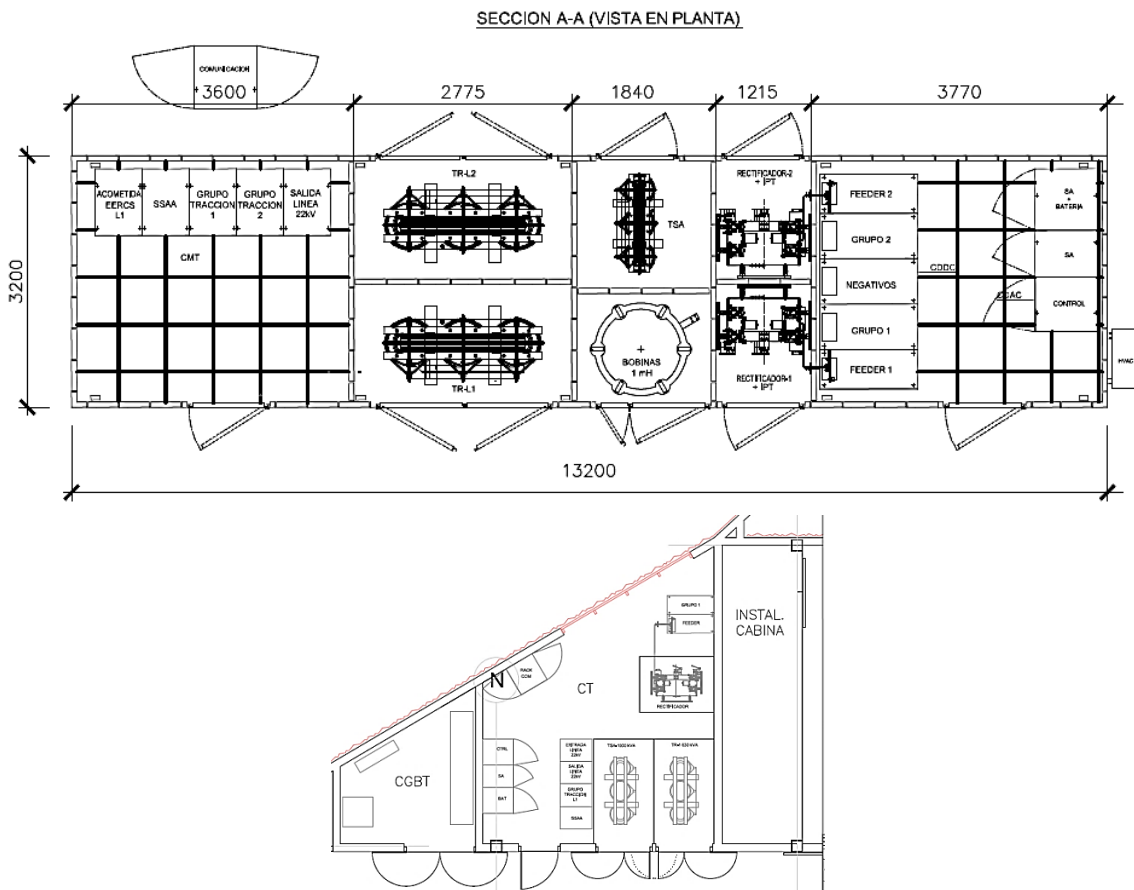 SECCION A-A (VISTA EN PLANTA)
COMUNICACION
3600
2775
1840
1215
3770
3200
ACOMETIDA
EERCS
L1
SSAA
GRUPO
TRACCION
1
GRUPO
TRACCION
2
SALIDA
LINEA
22kV
CMT
TR-L2
TR-L1
TSA
BOBINAS
1 mH
RECTIFICADOR-2
+ IPT
RECTIFICADOR-1
+ IPT
FEEDER 2
GRUPO 2
NEGATIVOS
GRUPO 1
FEEDER 1
CDDC
CCAC
SA
+
BATERIA
SA
CONTROL
HVAC
13200
GRUPO 1
FEEDER
INSTAL.
CABINA
N
RACK
COM
CT
RECTIFICADOR
CGBT
CTRL
SA
BAT
ENTRADA
LINEA
22kV
SALIDA
LINEA
22kV
GRUPO
TRACCION
L1
SSAA